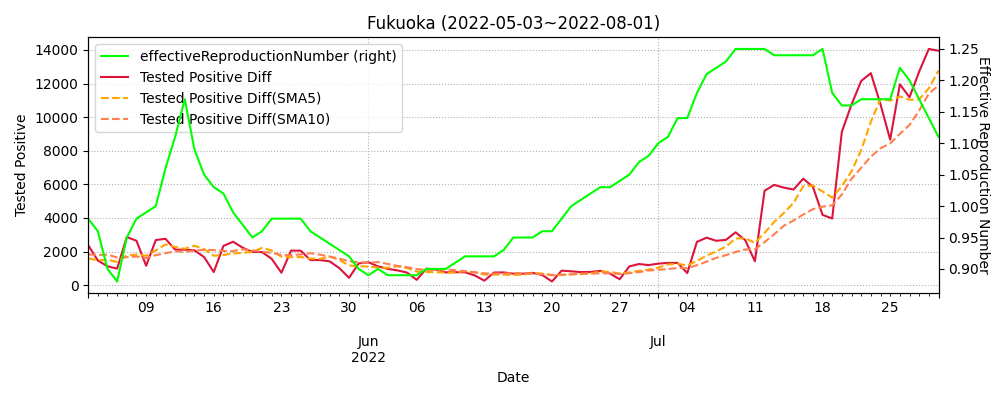 Fukuoka (2022-05-03~2022-08-01)
effectiveReproductionNumber (right)
Tested Positive Diff
Tested Positive Diff(SMA5)
Tested Positive Diff(SMA10)
Tested Positive
14000
12000
10000
8000
6000
4000
2000
0
1.25
1.20
1.15
1.10
1.05
1.00
0.95
0.90
Effective Reproduction Number
09 16 23 30 06 13 20 27 04 11 18 25
Jun Jul
2022
Date